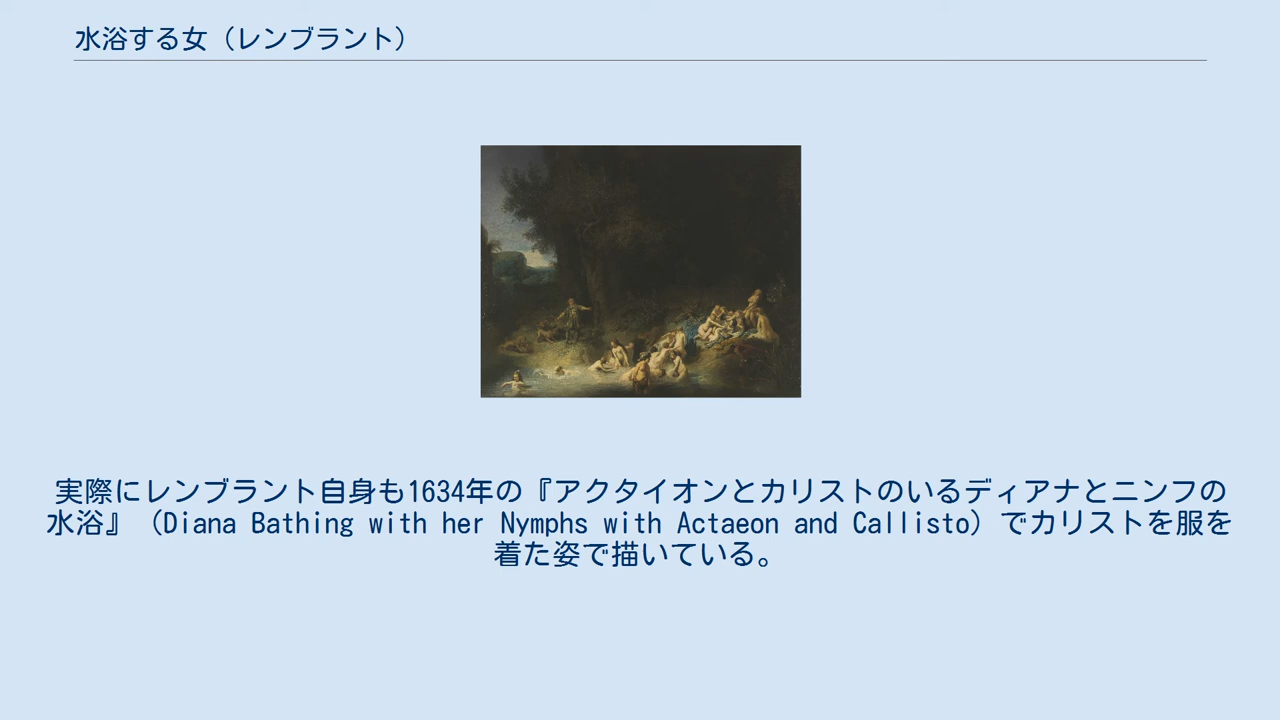 水浴する女（レンブラント）
実際にレンブラント自身も1634年の『アクタイオンとカリストのいるディアナとニンフの
水浴』（Diana Bathing with her Nymphs with Actaeon and Callisto）でカリストを服を
着た姿で描いている。